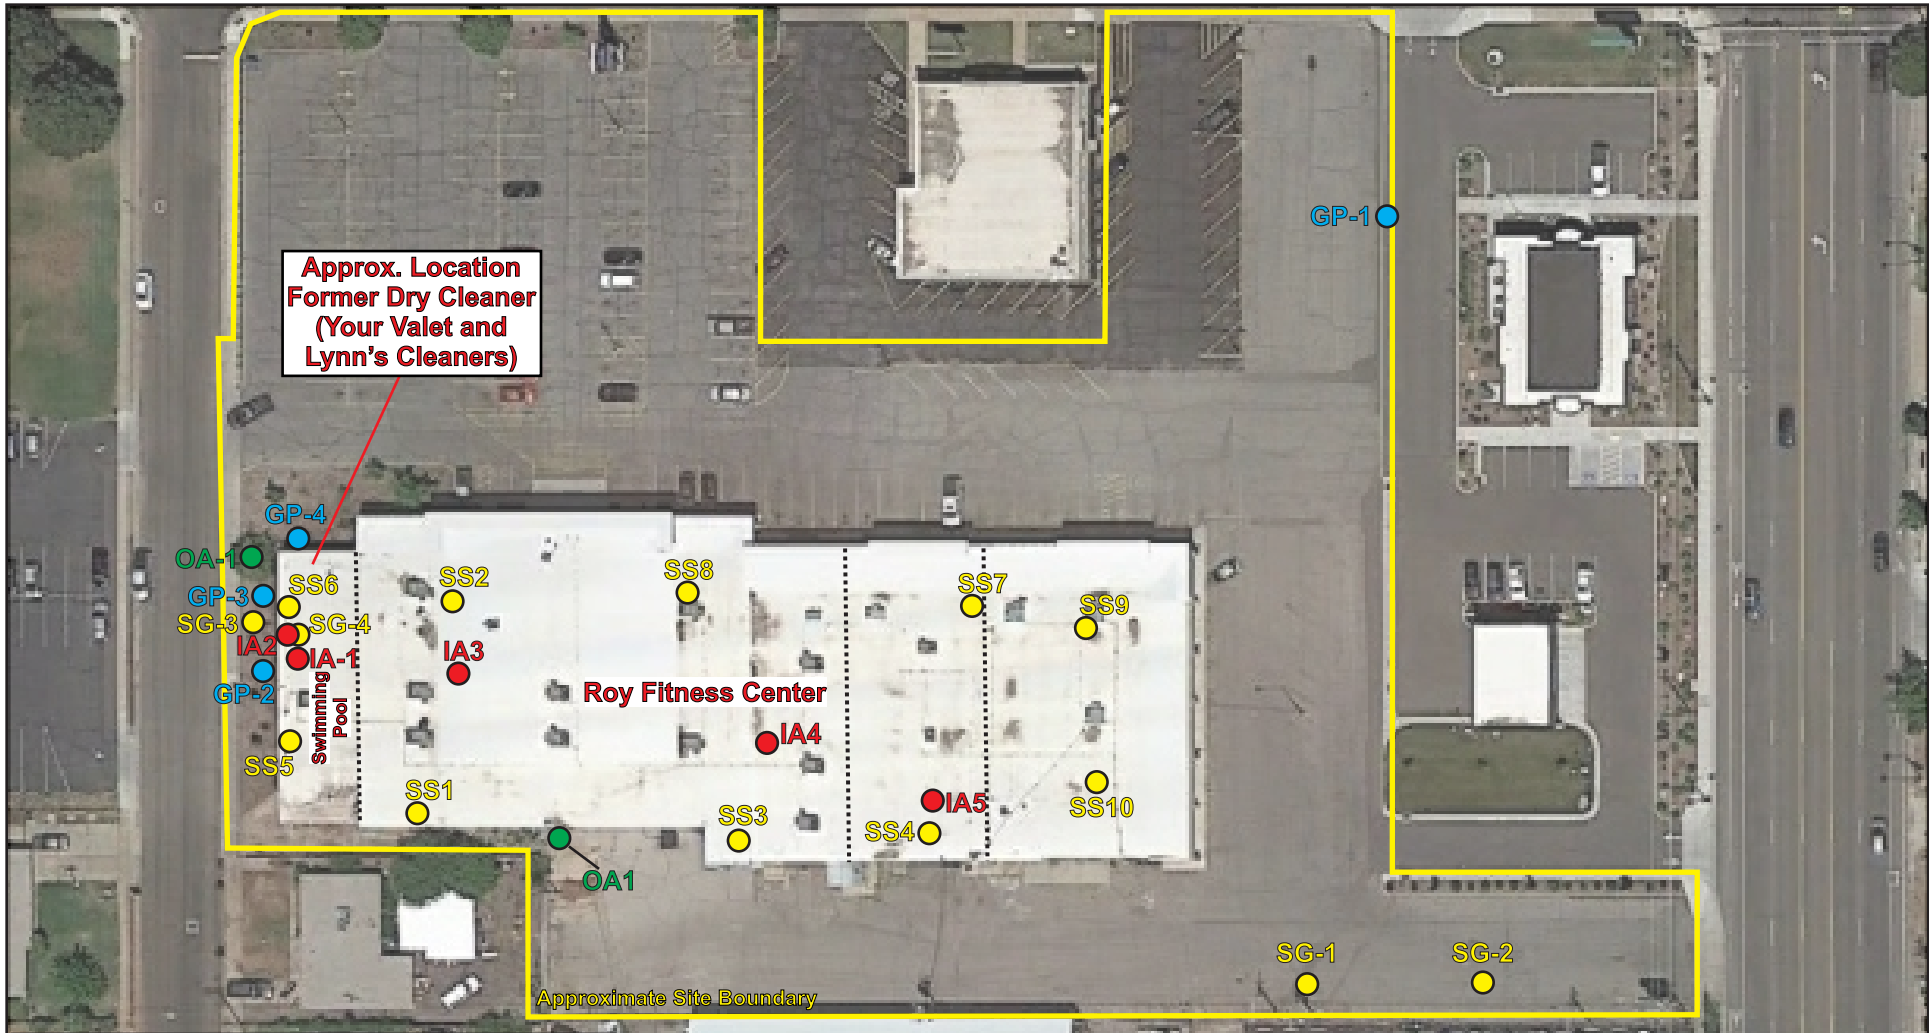 GP-1
Approx. Location
Former Dry Cleaner
(Your Valet and
Lynn's Cleaners)
GP-4
OA-1
SS6
SS2
SS8
SS7
GP-3
SG-3
SG-4
SS9
IA2
IA-1
IA3
GP-2
Swimming
Pool
Roy Fitness Center
IA4
SS5
SS1
SS3
SS4
IA5
SS10
OA1
SG-1
SG-2
Approximate Site Boundary